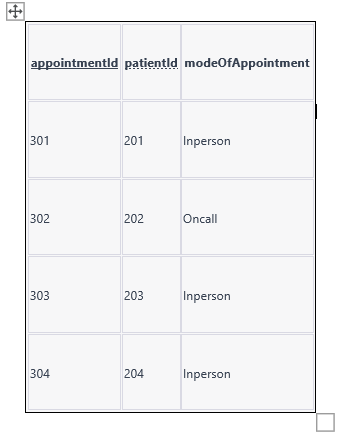 appointmentId patientId modeOfAppointment
301 201 Inperson
302 202 Oncall
303 203 Inperson
304 204 Inperson